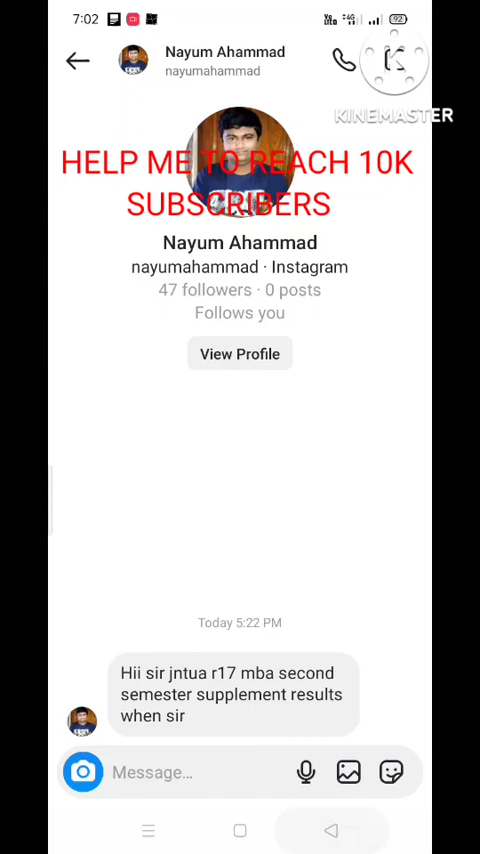 7:02
92
Nayum Ahammad
nayumahammad
KINEMASTER
HELP ME TO REACH 10K
SUBSCRIBERS
Nayum Ahammad
nayumahammad · Instagram
47 followers · 0 posts
Follows you
View Profile
Today 5:22 PM
Hii sir jntua r17 mba second
semester supplement results
when sir
Message...